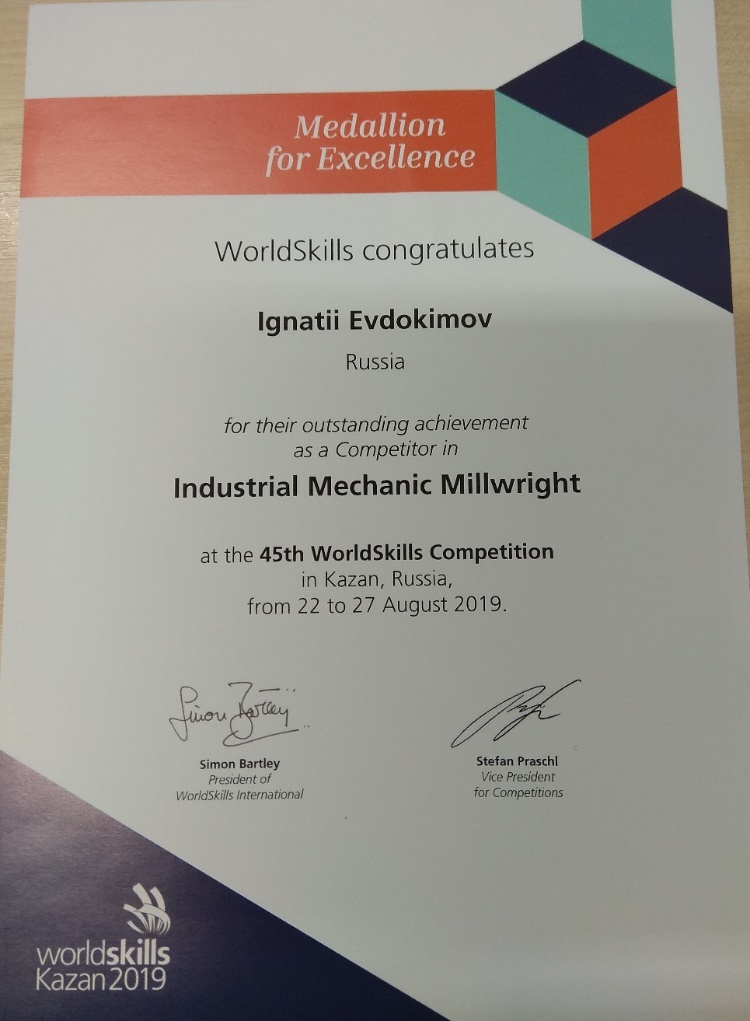 Medallion
for Excellence
WorldSkills congratulates
Ignatii Evdokimov
Russia
for their outstanding achievement
as a Competitor in
Industrial Mechanic Millwright
at the 45th WorldSkills Competition
in Kazan, Russia,
from 22 to 27 August 2019.
Simon Bartley
Simon Bartley
President of
WorldSkills International
Stefan Praschl
Vice President
for Competitions
worldskills
Kazan 2019